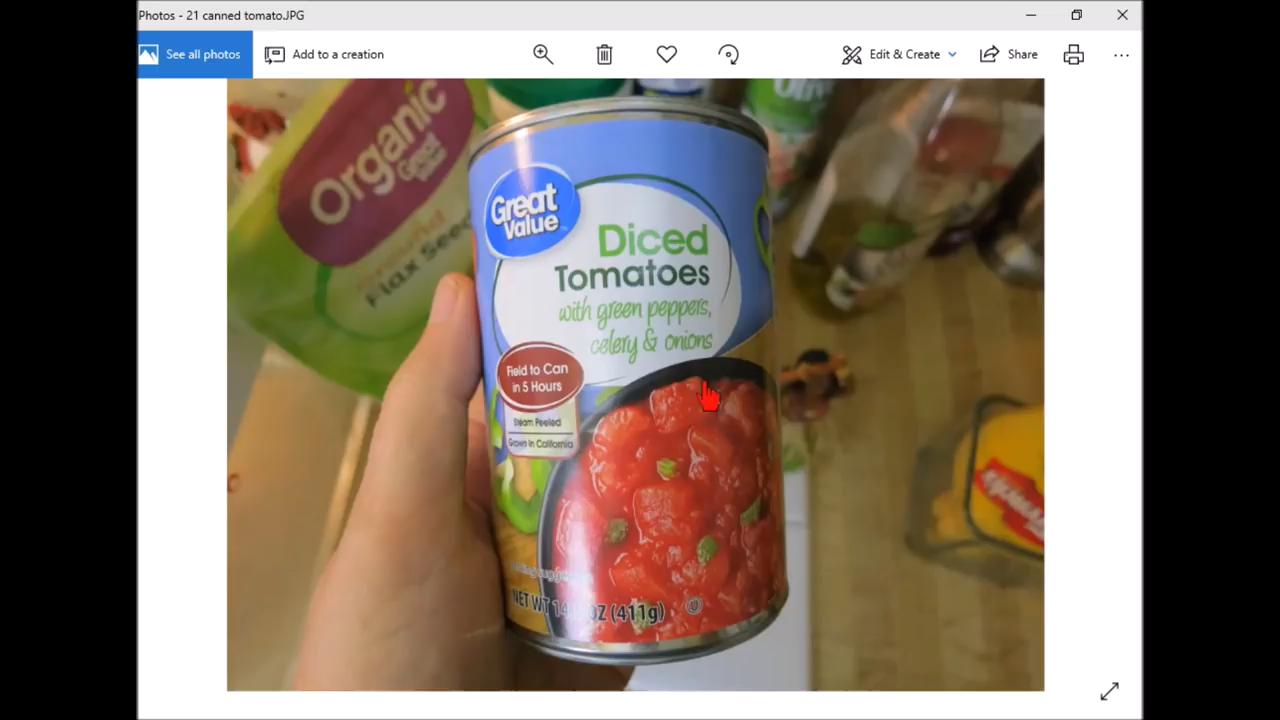 Photos - 21 canned tomato.JPG
See all photos
Add to a creation
Edit & Create
Share
Organic
Great
Flax Seed
Great
Value
Diced
Tomatoes
with green peppers,
celery & onions
Field to Can
in 5 Hours
Steam Peeled
Grown in California
NET WT 14 OZ (411g)